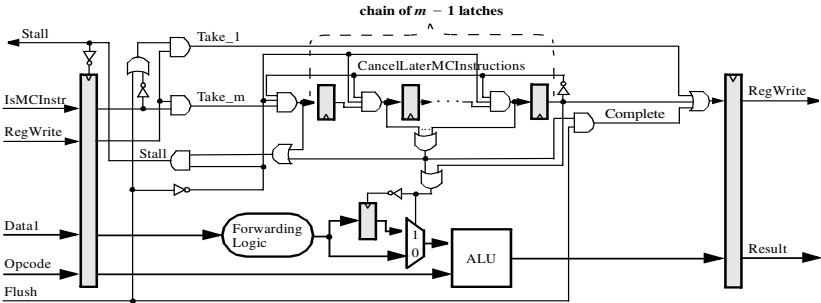 chain of m − 1 latches
Stall
Take_1
CancelLaterMCInstructions
IsMCInstr
Take_m
RegWrite
RegWrite
Complete
Stall
Data1
Forwarding
Logic
1
0
ALU
Result
Opcode
Flush